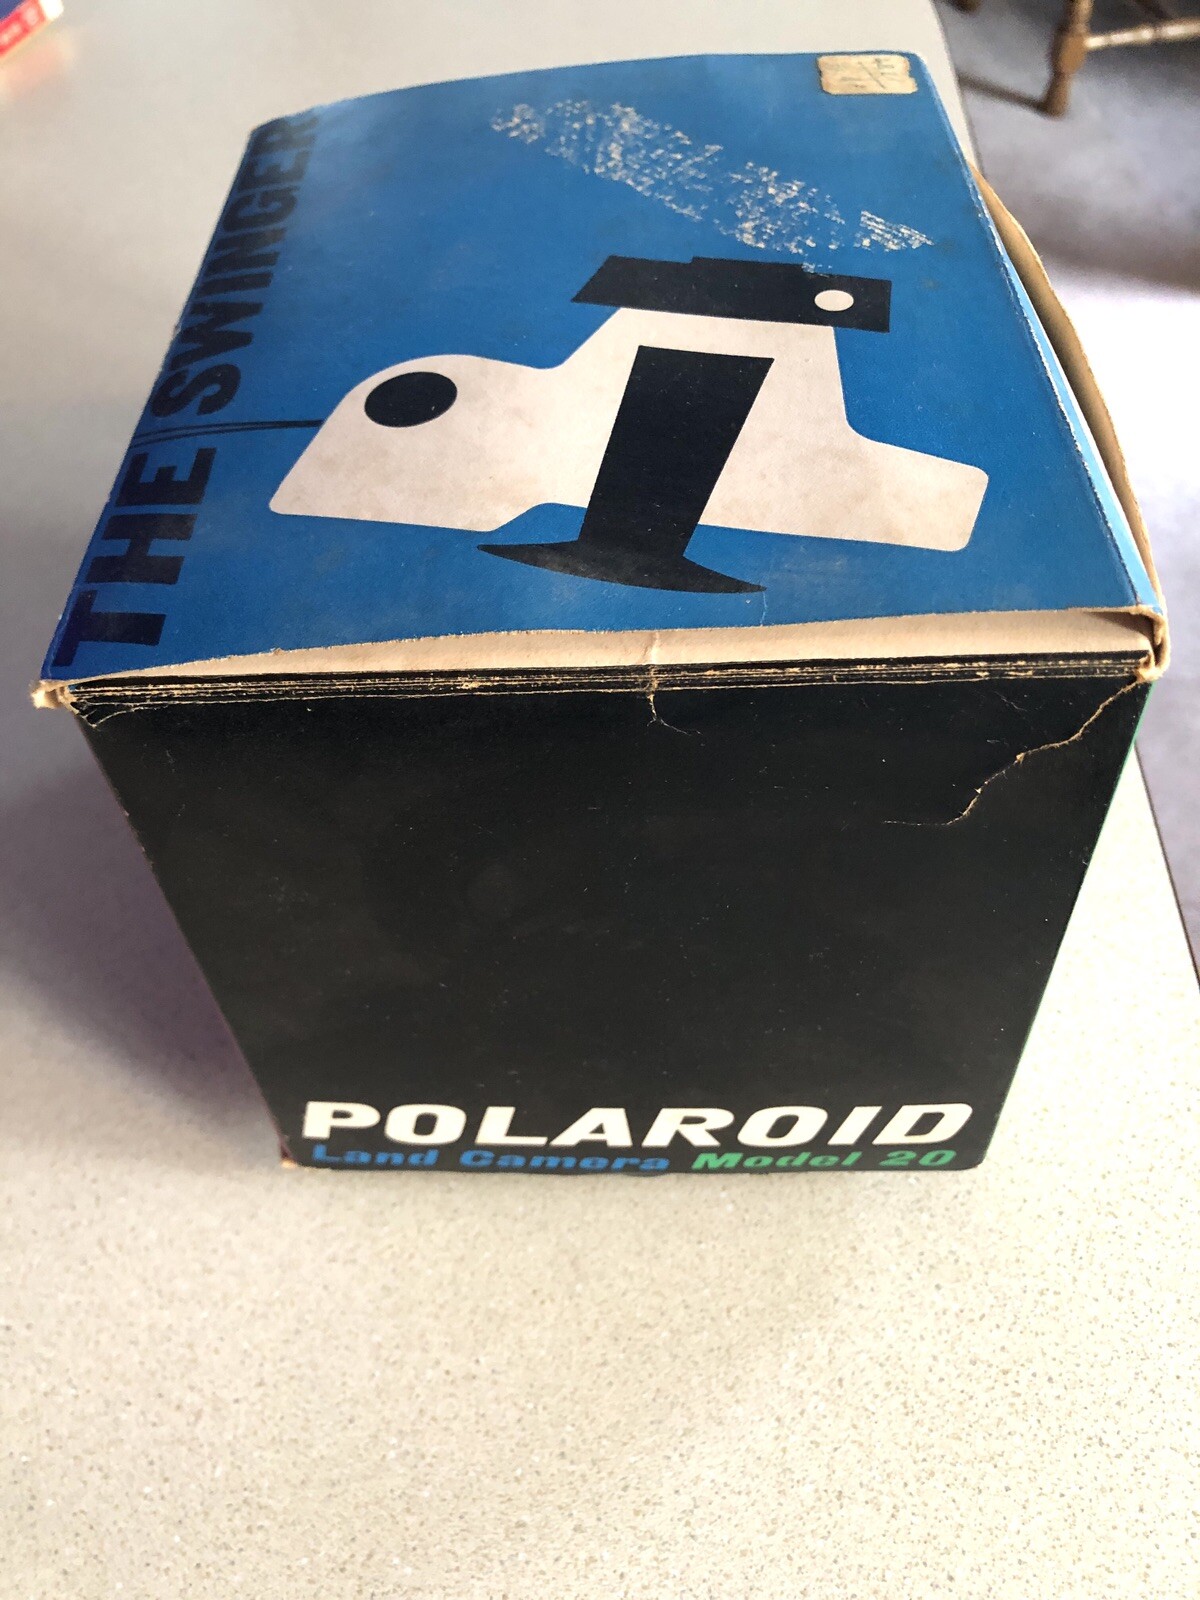 THE SWINGER
POLAROID
Land Camera Model 20